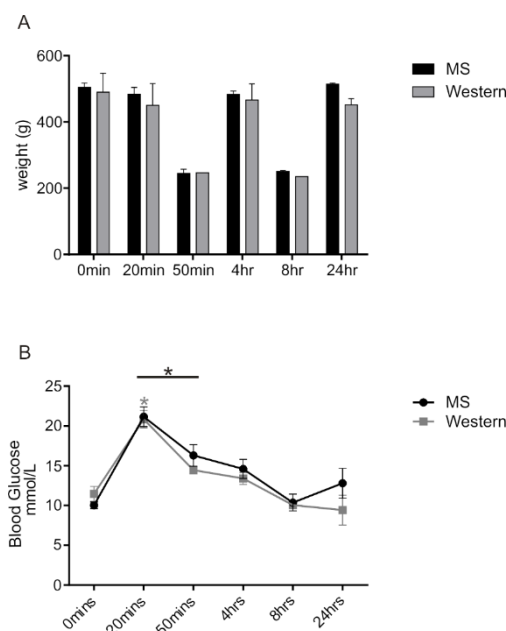 A
600
400
200
0
weight (g)
0min 20min 50min 4hr 8hr 24hr
MS
Western
B
*
*
25
20
15
10
5
0
Blood Glucose
mmol/L
0mins 20mins 50mins 4hrs 8hrs 24hrs
MS
Western